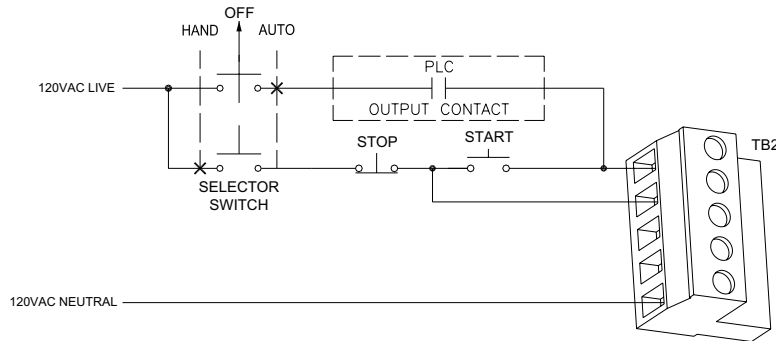 OFF
HAND
AUTO
PLC
120VAC LIVE
OUTPUT CONTACT
STOP
START
TB2
SELECTOR
SWITCH
120VAC NEUTRAL